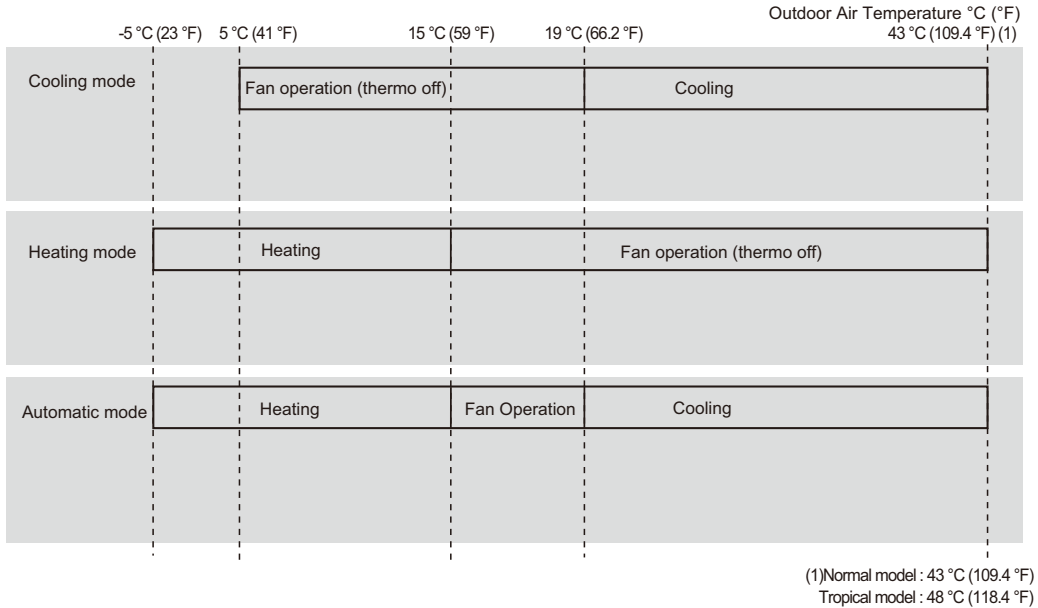 Outdoor Air Temperature °C (°F)
-5 °C (23 °F) 5 °C (41 °F) 15 °C (59 °F) 19 °C (66.2 °F) 43 °C (109.4 °F) (1)
Cooling mode
Fan operation (thermo off) Cooling
Heating mode
Heating Fan operation (thermo off)
Automatic mode
Heating Fan Operation Cooling
(1)Normal model : 43 °C (109.4 °F)
Tropical model : 48 °C (118.4 °F)